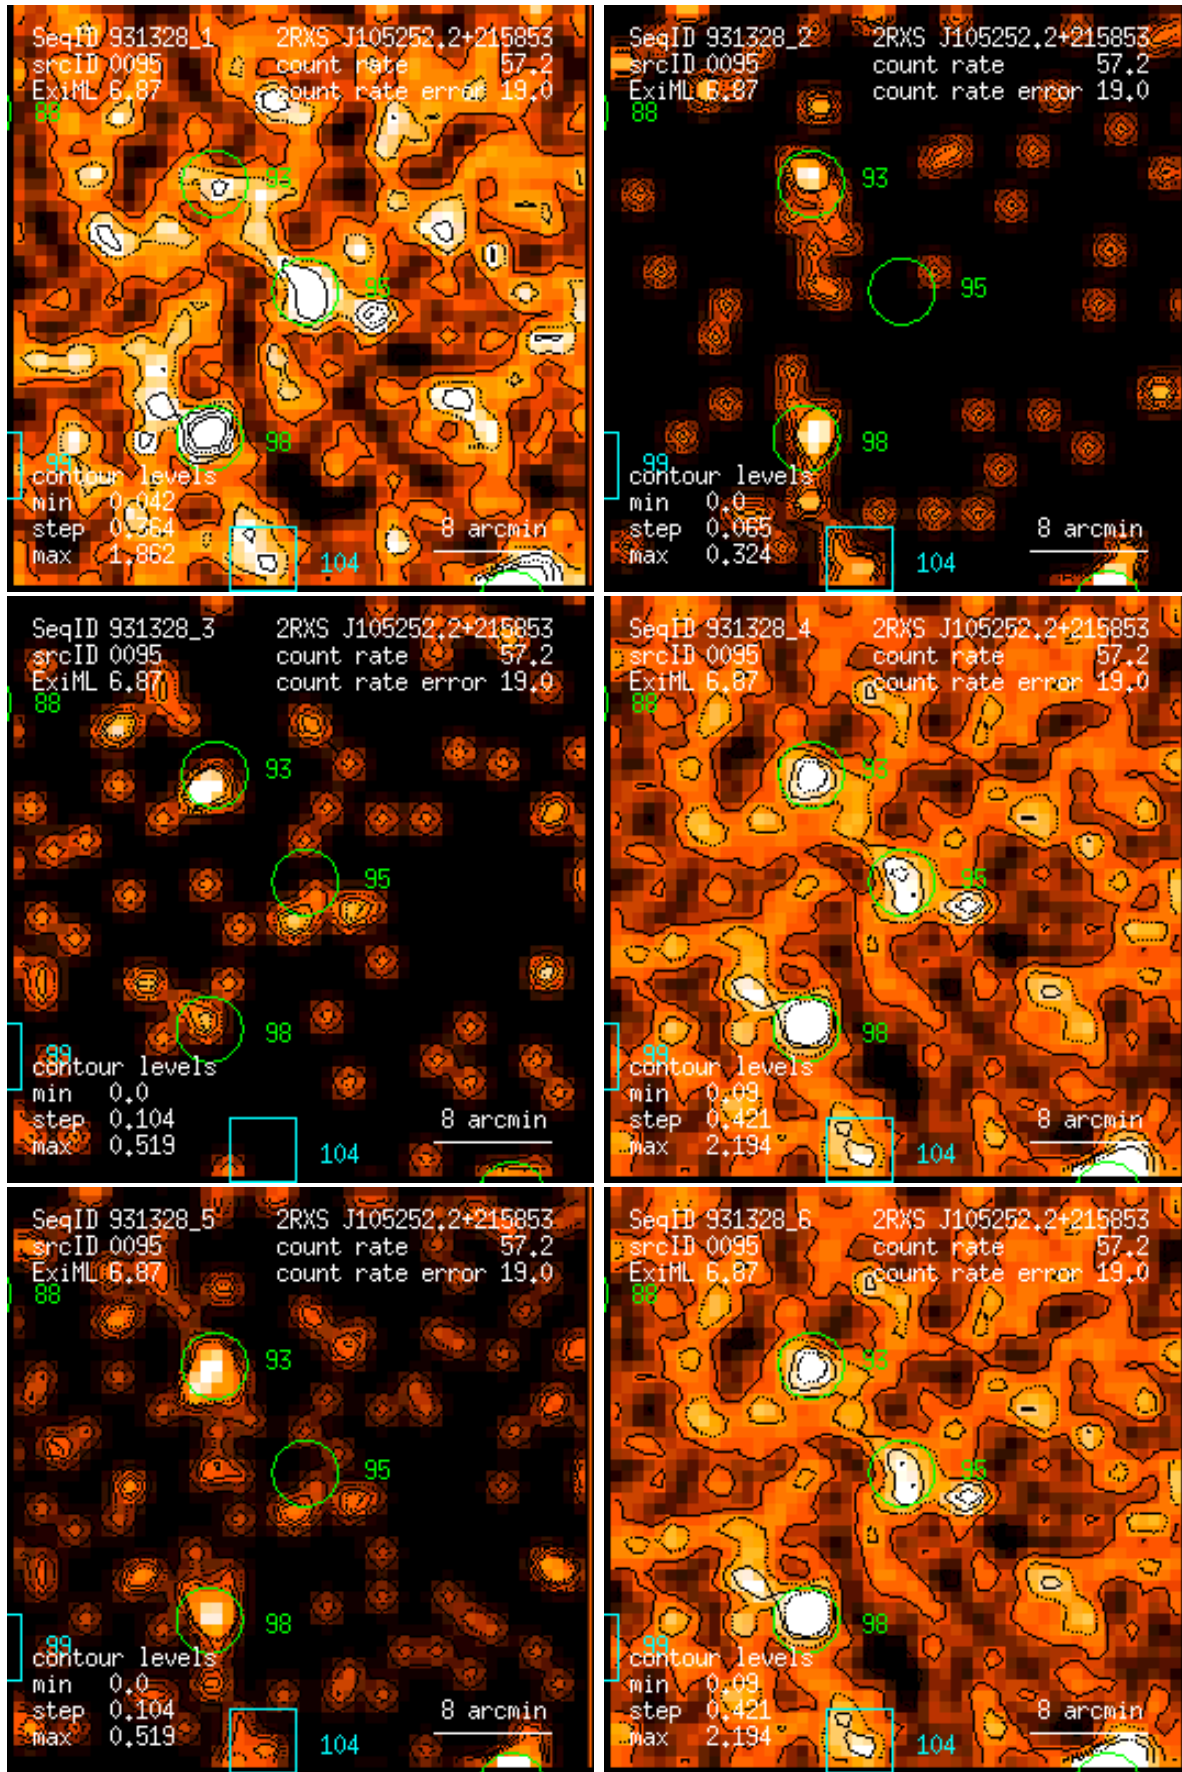 SeqID 931328_1 2RXS J105252.2+215853
srcID 0095 count rate 57.2
ExiML 6.87 count rate error 19.0
88
93
95
98
99
contour levels
min 0.042
step 0.364
max 1.862
8 arcmin
104
SeqID 931328_2 2RXS J105252.2+215853
srcID 0095 count rate 57.2
ExiML 6.87 count rate error 19.0
88
93
95
98
99
contour levels
min 0.0
step 0.065
max 0.324
8 arcmin
104
SeqID 931328_3 2RXS J105252.2+215853
srcID 0095 count rate 57.2
ExiML 6.87 count rate error 19.0
88
93
95
98
99
contour levels
min 0.0
step 0.104
max 0.519
8 arcmin
104
SeqID 931328_4 2RXS J105252.2+215853
srcID 0095 count rate 57.2
ExiML 6.87 count rate error 19.0
88
93
95
98
99
contour levels
min 0.09
step 0.421
max 2.194
8 arcmin
104
SeqID 931328_5 2RXS J105252.2+215853
srcID 0095 count rate 57.2
ExiML 6.87 count rate error 19.0
88
93
95
98
99
contour levels
min 0.0
step 0.104
max 0.519
8 arcmin
104
SeqID 931328_6 2RXS J105252.2+215853
srcID 0095 count rate 57.2
ExiML 6.87 count rate error 19.0
88
93
95
98
99
contour levels
min 0.09
step 0.421
max 2.194
8 arcmin
104